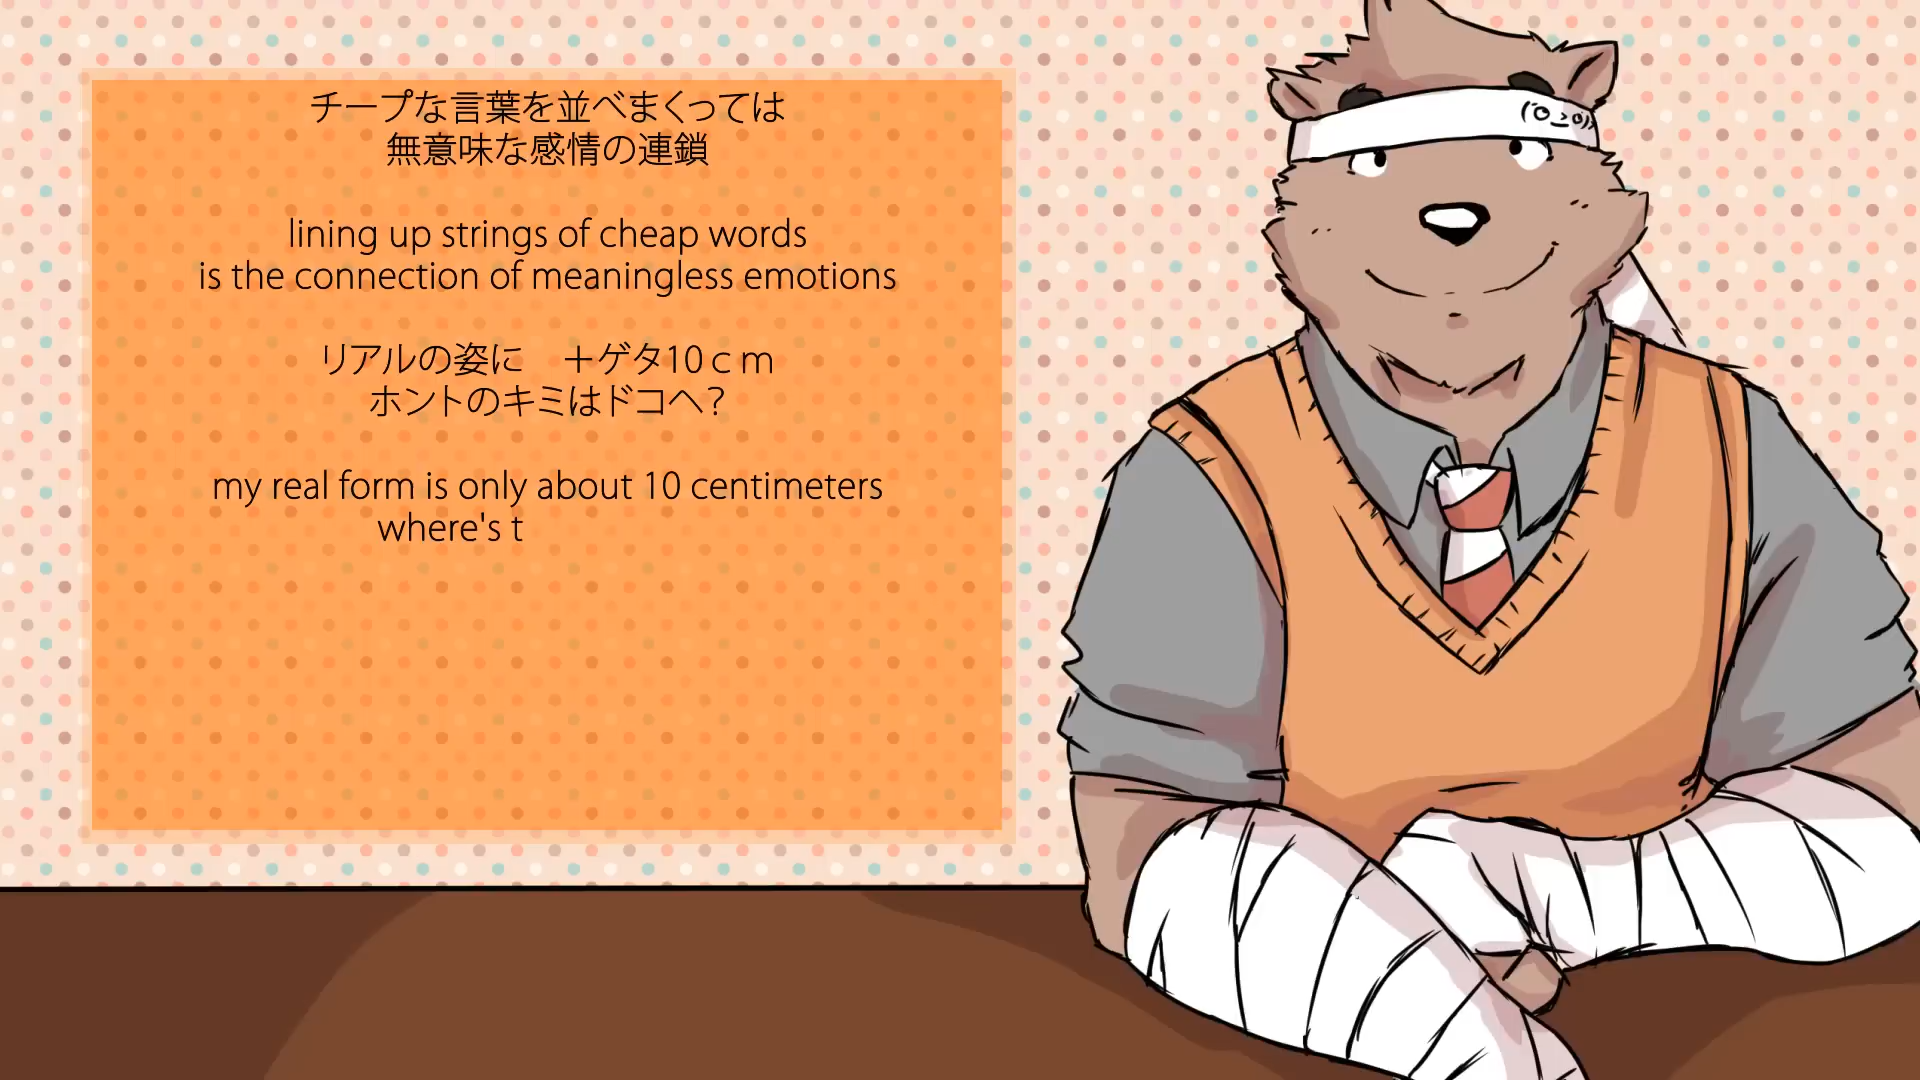 チープな言葉を並べまくっては
無意味な感情の連鎖
lining up strings of cheap words
is the connection of meaningless emotions
リアルの姿に　＋ゲタ10ｃｍ
ホントのキミはドコへ？
my real form is only about 10 centimeters
where's t